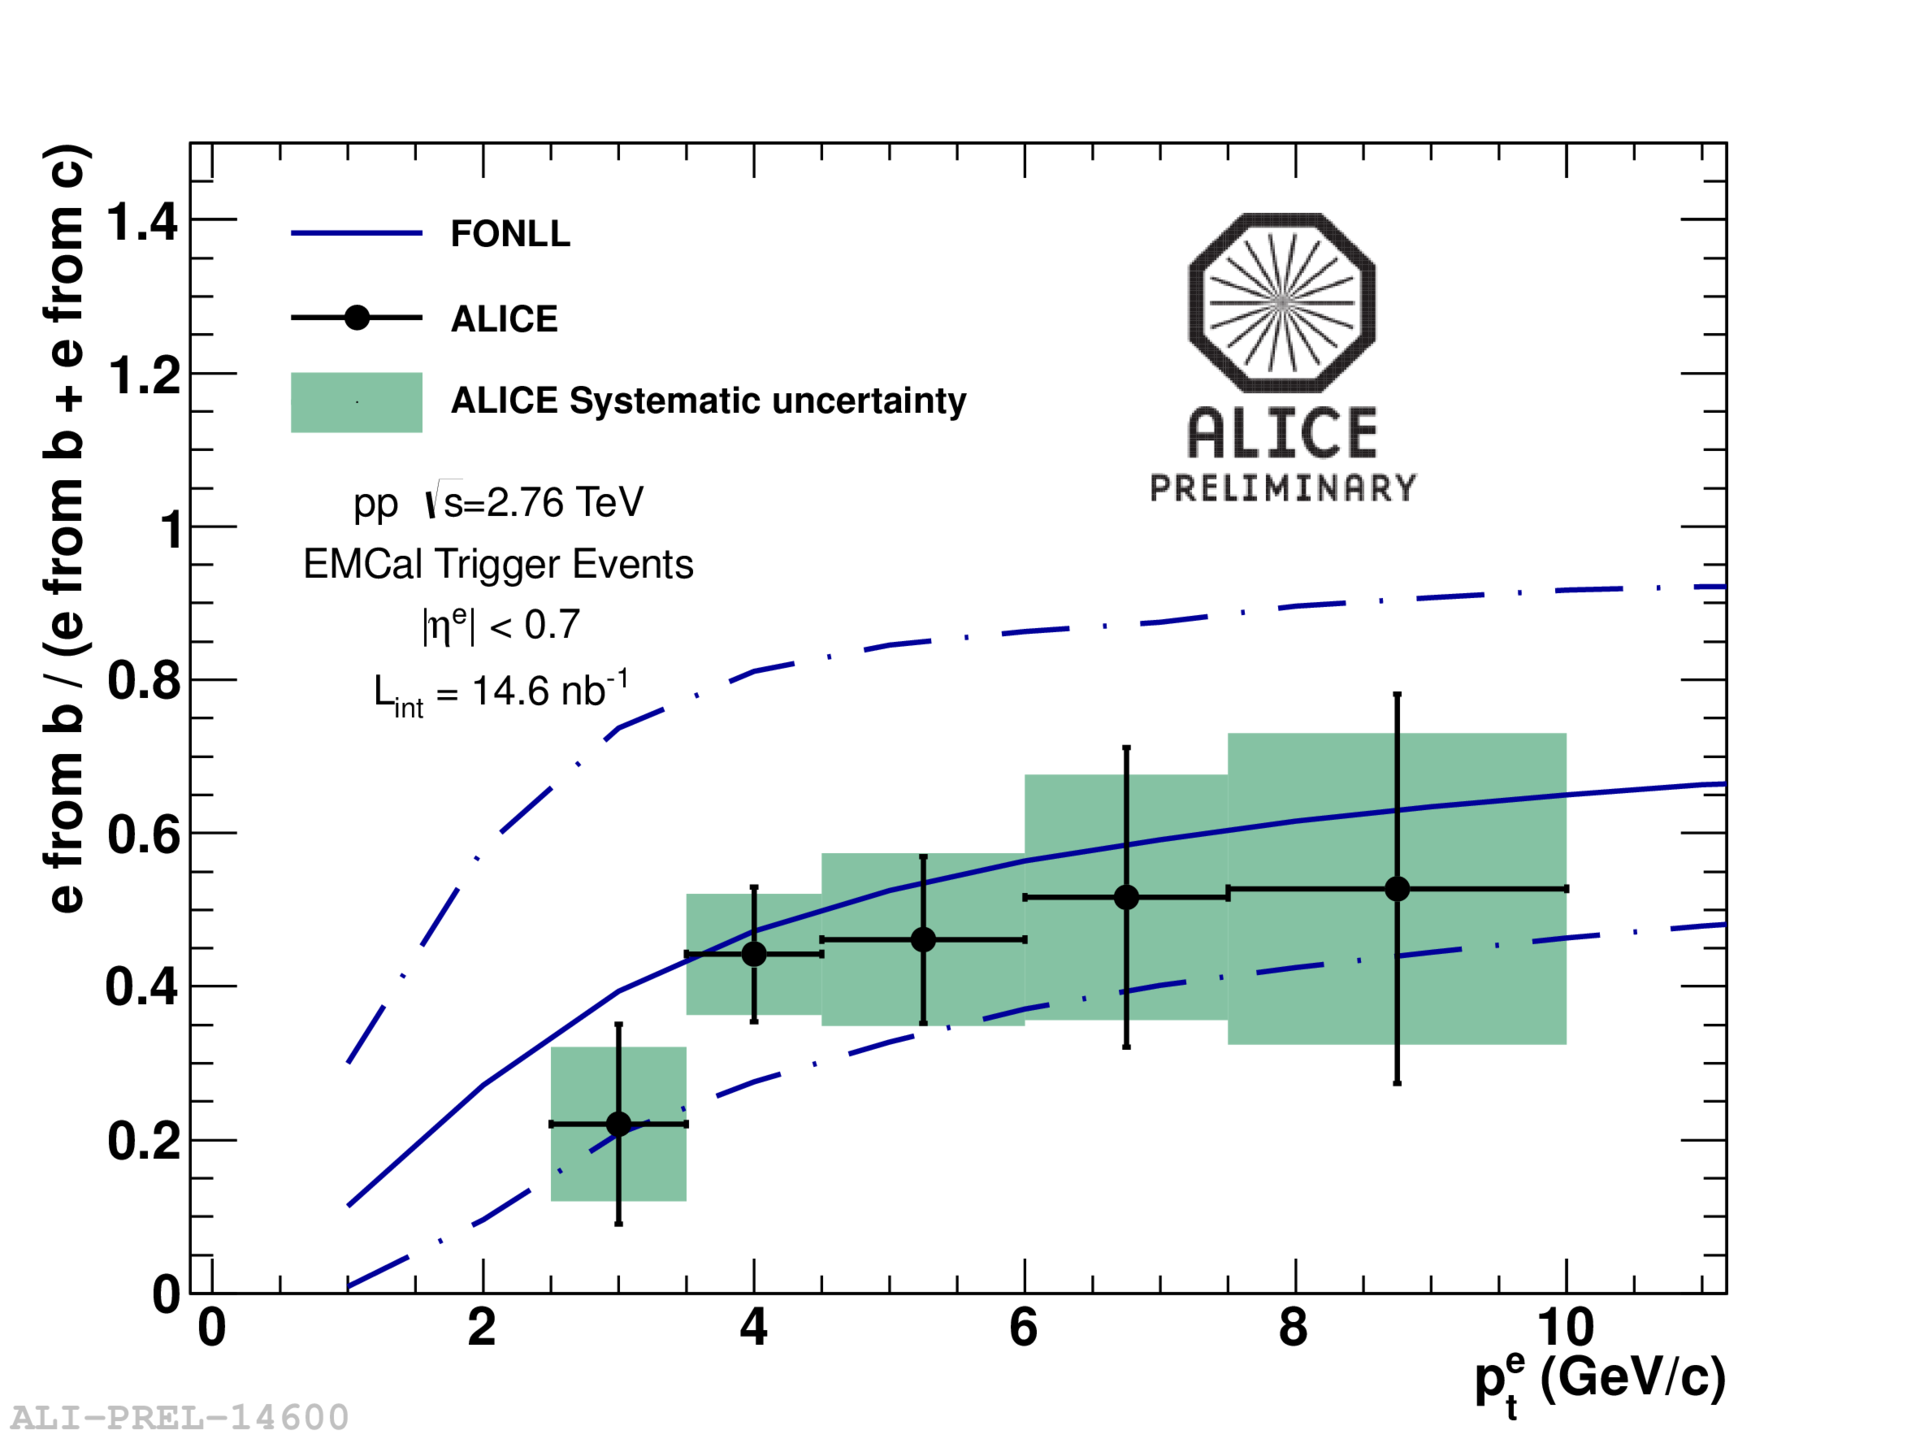 e from b / (e from b + e from c)
1.4
1.2
1
0.8
0.6
0.4
0.2
0
FONLL
ALICE
ALICE Systematic uncertainty
pp √s=2.76 TeV
EMCal Trigger Events
|ηᵉ| < 0.7
L_int = 14.6 nb⁻¹
ALICE
PRELIMINARY
0 2 4 6 8 10
p_t^e (GeV/c)
ALI-PREL-14600